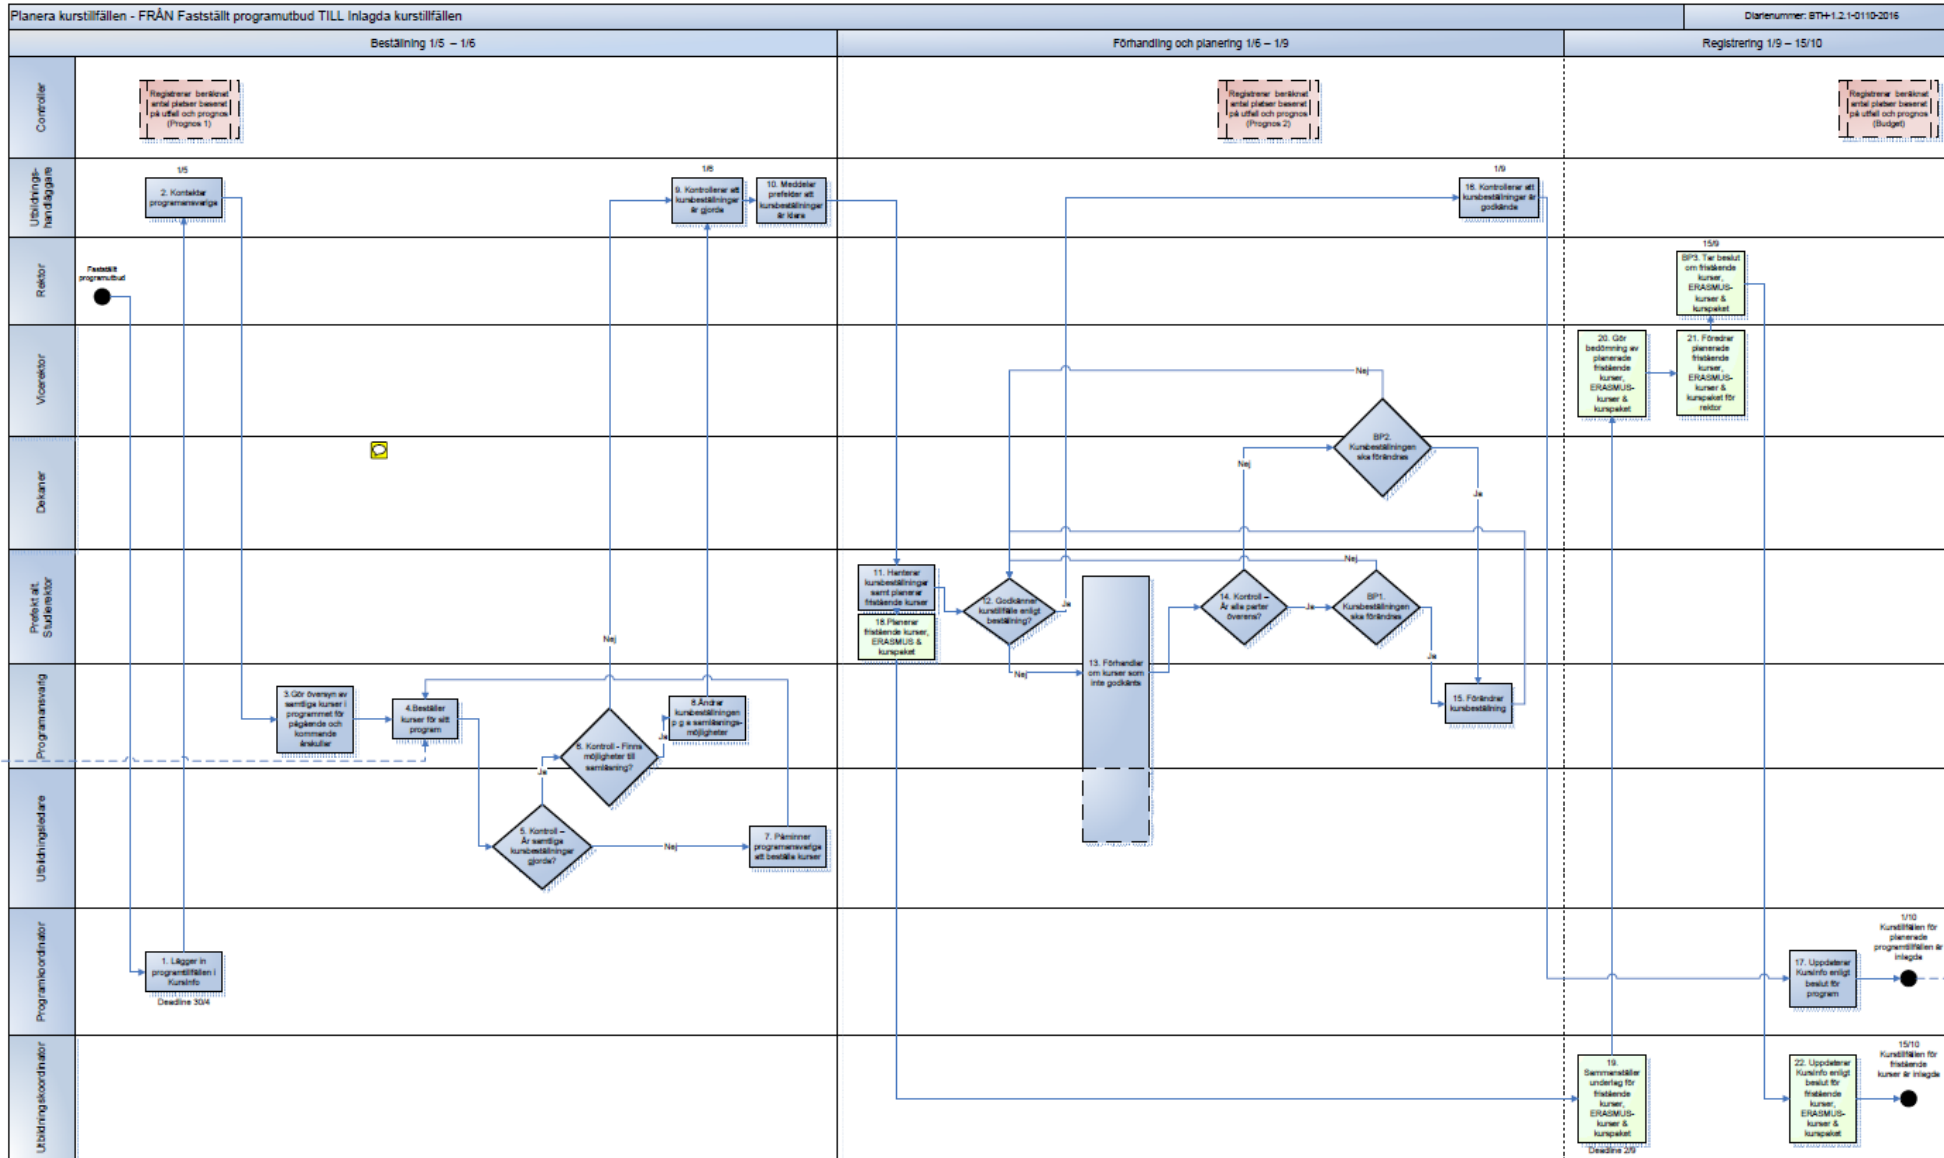 Planera kurstillfällen - FRÅN Fastställt programutbud TILL Inlagda kurstillfällen
Diarienummer: BTH-1.2.1-0110-2016
Beställning 1/5 – 1/6
Förhandling och planering 1/6 – 1/9
Registrering 1/9 – 15/10
Controller
Registrerar beräknat
antal platser baserat
på utfall och prognos
(Prognos 1)
Registrerar beräknat
antal platser baserat
på utfall och prognos
(Prognos 2)
Registrerar beräknat
antal platser baserat
på utfall och prognos
(Budget)
Utbildnings-
handläggare
1/5
2. Kontaktar
programansvariga
1/6
9. Kontrollerar att
kursbeställningar
är gjorda
10. Meddelar
prefekter att
kursbeställningar
är klara
1/9
16. Kontrollerar att
kursbeställningar är
godkända
Rektor
Fastställt
programutbud
15/9
BP3. Tar beslut
om fristående
kurser,
ERASMUS-
kurser &
kurspaket
Vicerektor
Nej
20. Gör
bedömning av
planerade
fristående
kurser,
ERASMUS-
kurser &
kurspaket
21. Föredrar
planerade
fristående
kurser,
ERASMUS-
kurser &
kurspaket för
rektor
Dekaner
BP2.
Kursbeställningen
ska förändras
Nej
Ja
Prefekt alt.
Studierektor
11. Hanterar
kursbeställningar
samt planerar
fristående kurser
18.Planerar
fristående kurser,
ERASMUS &
kurspaket
12. Godkänner
kurstillfälle enligt
beställning?
Ja
Nej
14. Kontroll –
Är alla parter
överens?
Ja
BP1.
Kursbeställningen
ska förändras
Nej
Ja
Nej
Programansvarig
3.Gör översyn av
samtliga kurser i
programmet för
pågående och
kommande
årskullar
4.Beställer
kurser för sitt
program
6. Kontroll - Finns
möjligheter till
samläsning?
Ja
8.Ändrar
kursbeställningen
p g a samläsnings-
möjligheter
13. Förhandlar
om kurser som
inte godkänts
15. Förändrar
kursbeställning
Utbildningsledare
Ja
5. Kontroll –
Är samtliga
kursbeställningar
gjorda?
Nej
7. Påminner
programansvariga
att beställa kurser
Programkoordinator
1. Lägger in
programtillfällen i
KursInfo
Deadline 30/4
17. Uppdaterar
KursInfo enligt
beslut för
program
1/10
Kurstillfällen för
planerade
programtillfällen är
inlagda
Utbildningskoordinator
19.
Sammanställer
underlag för
fristående
kurser,
ERASMUS-
kurser &
kurspaket
Deadline 2/9
22. Uppdaterar
KursInfo enligt
beslut för
fristående
kurser,
ERASMUS-
kurser &
kurspaket
15/10
Kurstillfällen för
fristående
kurser är inlagda